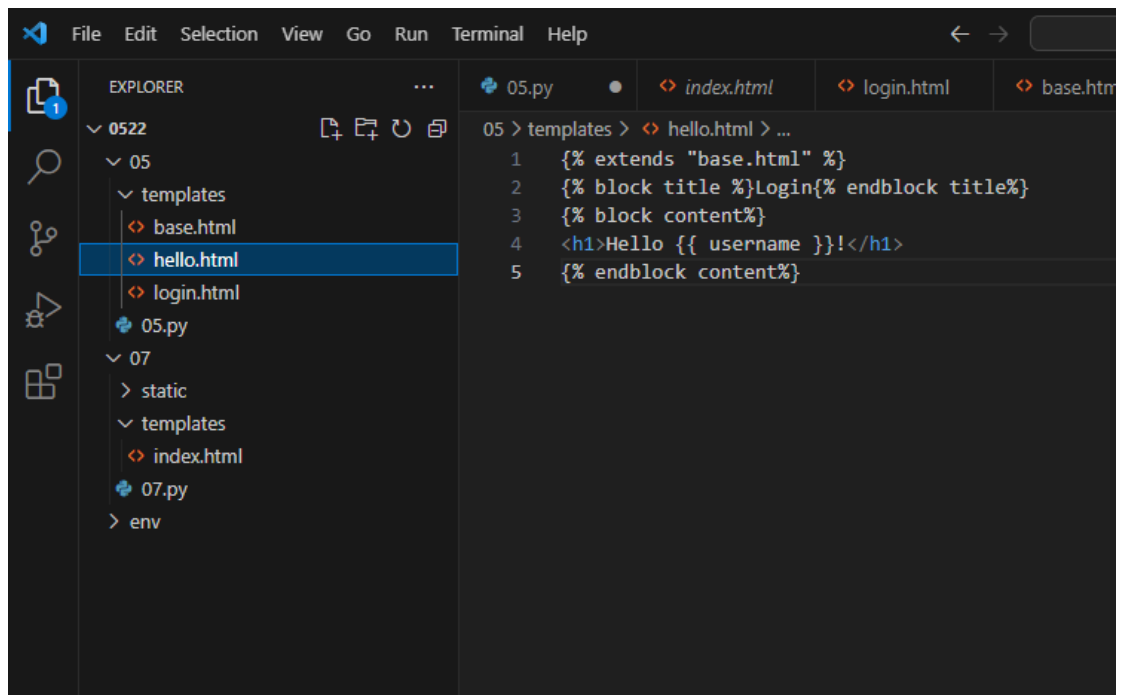 File Edit Selection View Go Run Terminal Help
EXPLORER
1
0522
05
templates
base.html
hello.html
login.html
05.py
07
static
templates
index.html
07.py
env
05.py index.html login.html base.htm
05 > templates > hello.html > ...
1 {% extends "base.html" %}
2 {% block title %}Login{% endblock title%}
3 {% block content%}
4 <h1>Hello {{ username }}!</h1>
5 {% endblock content%}